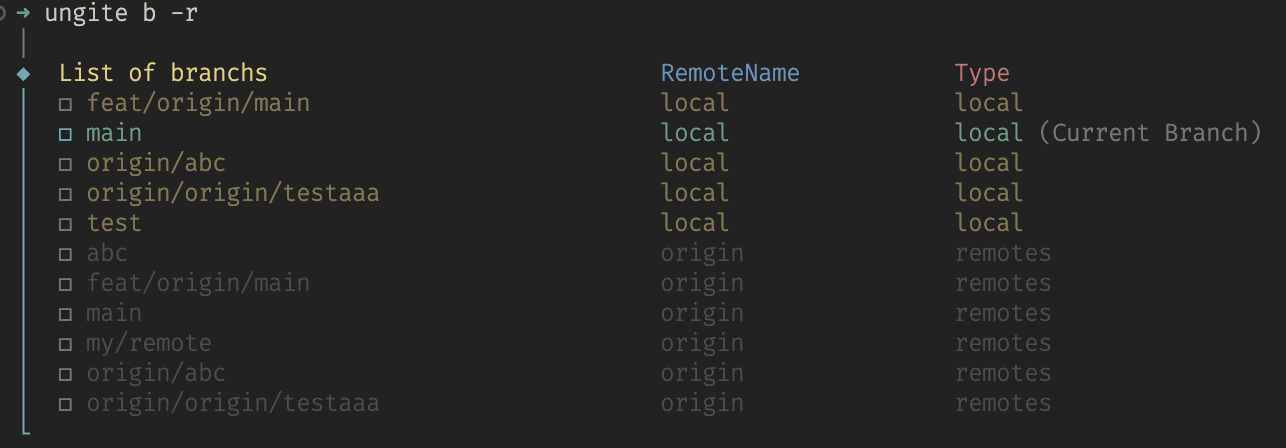 ➜ ungite b -r
List of branchs RemoteName Type
feat/origin/main local local
main local local (Current Branch)
origin/abc local local
origin/origin/testaaa local local
test local local
abc origin remotes
feat/origin/main origin remotes
main origin remotes
my/remote origin remotes
origin/abc origin remotes
origin/origin/testaaa origin remotes